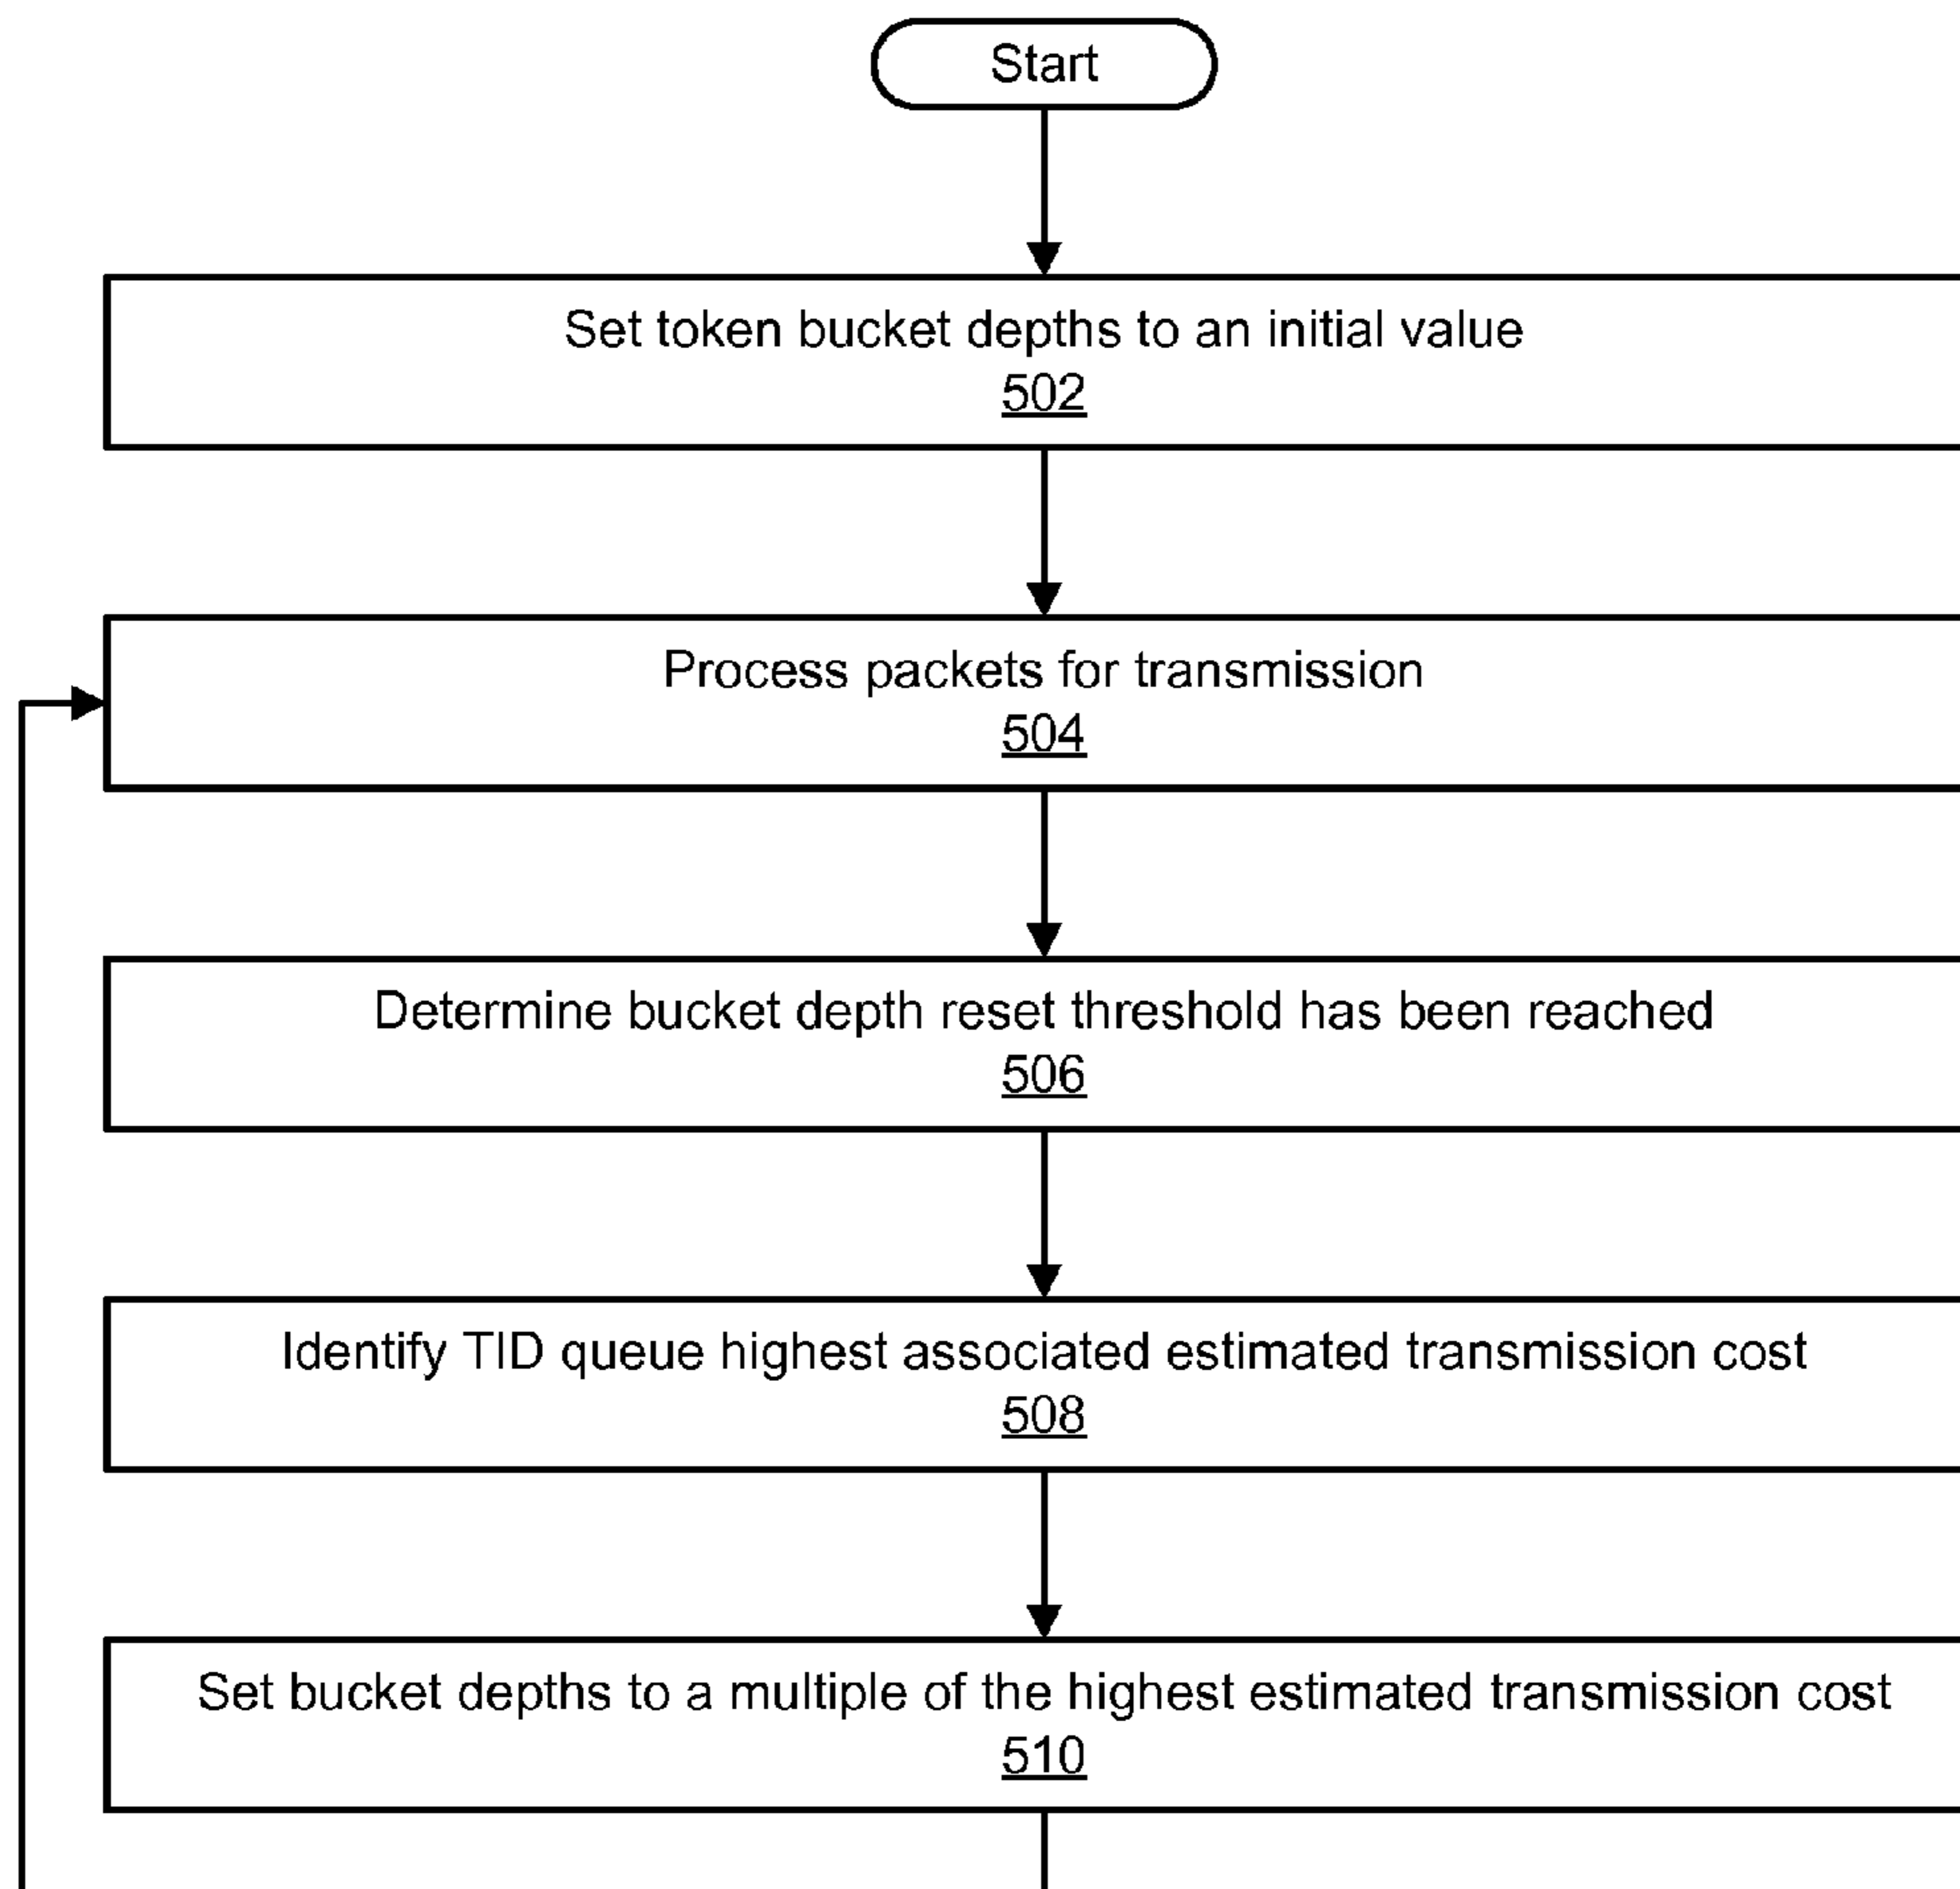 Start
Set token bucket depths to an initial value
502
Process packets for transmission
504
Determine bucket depth reset threshold has been reached
506
Identify TID queue highest associated estimated transmission cost
508
Set bucket depths to a multiple of the highest estimated transmission cost
510